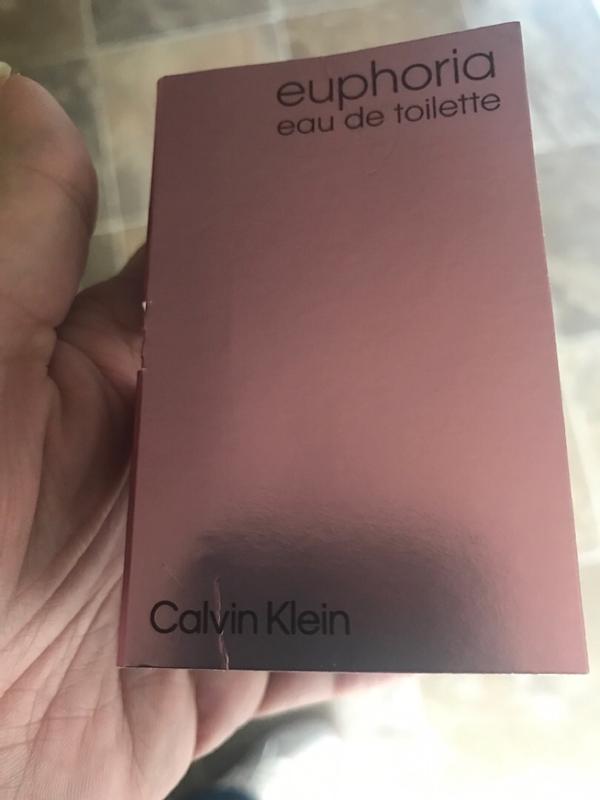 euphoria
eau de toilette
Calvin Klein